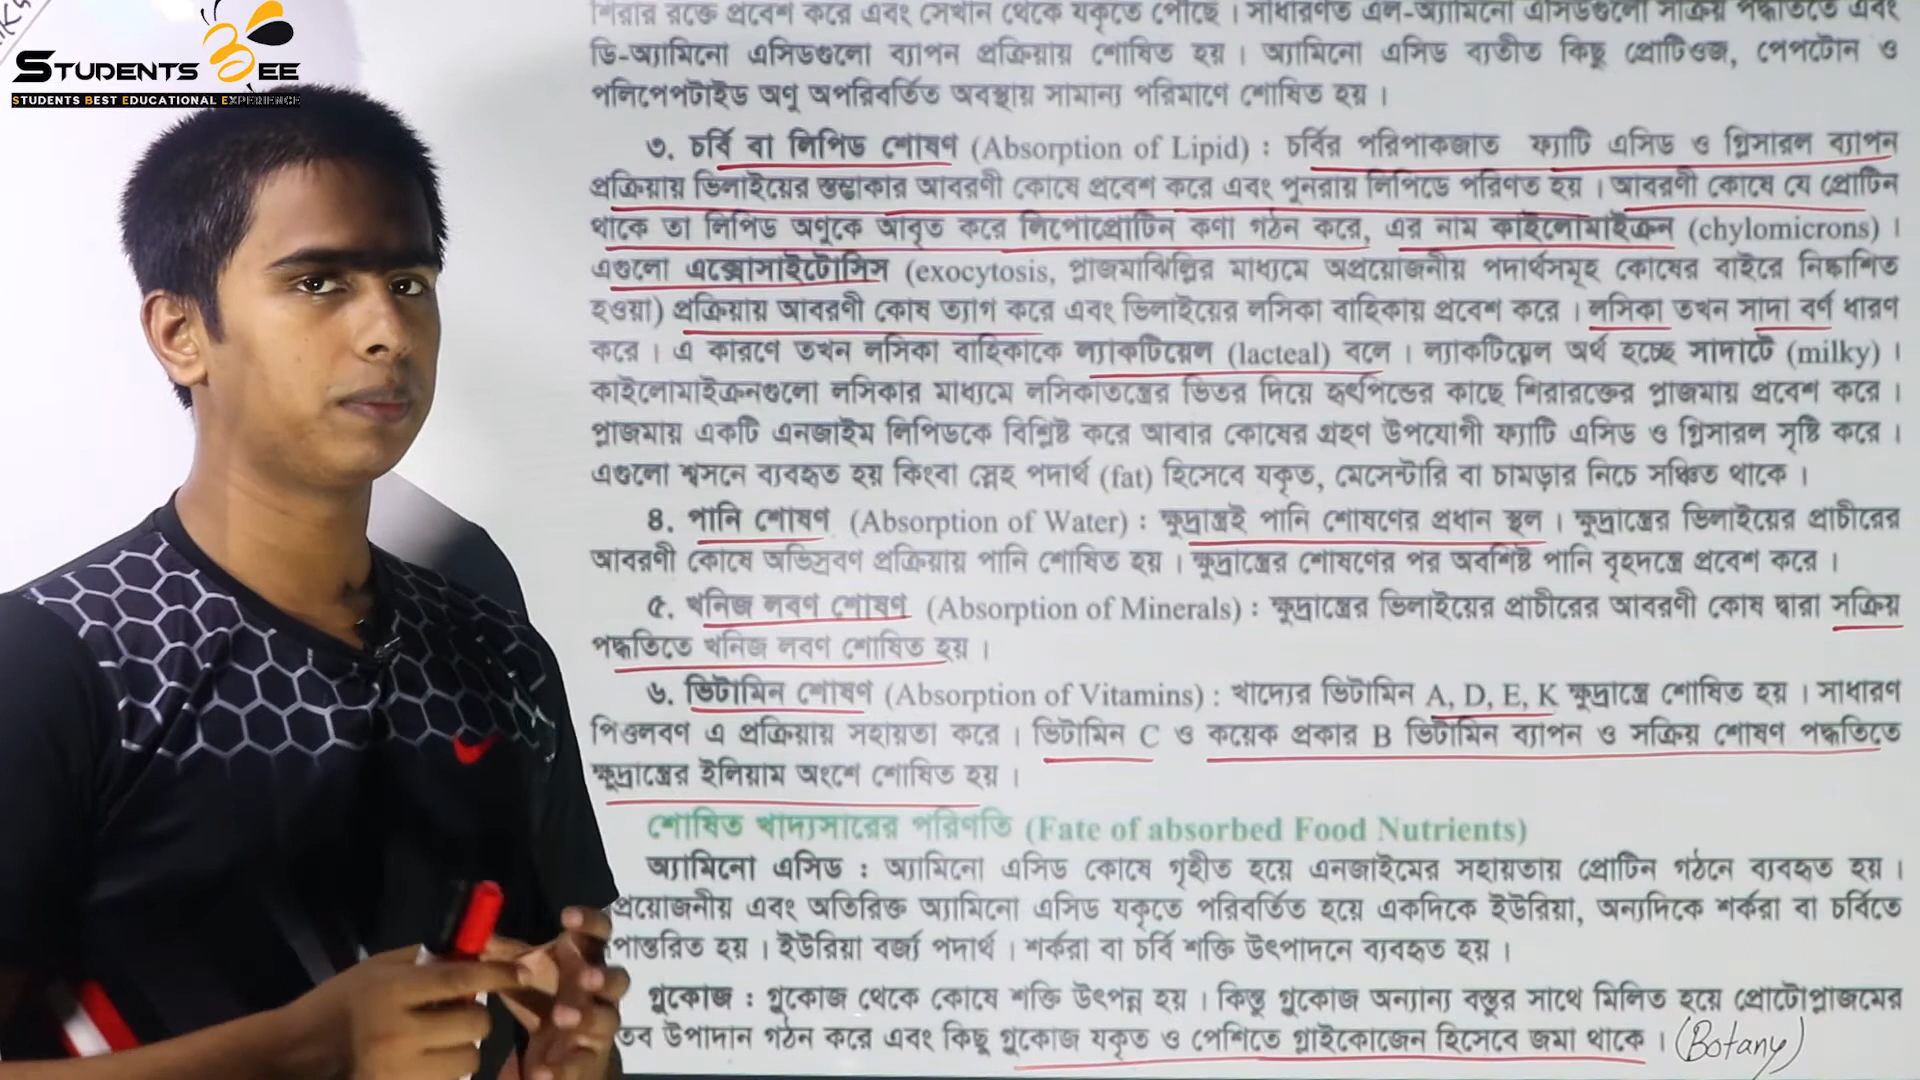 STUDENTS BEE
STUDENTS BEST EDUCATIONAL EXPERIENCE
শিরার রক্তে প্রবেশ করে এবং সেখান থেকে যকৃতে পৌঁছে । সাধারণত এল-অ্যামিনো এসিডগুলো সক্রিয় পদ্ধতিতে এবং
ডি-অ্যামিনো এসিডগুলো ব্যাপন প্রক্রিয়ায় শোষিত হয় । অ্যামিনো এসিড ব্যতীত কিছু প্রোটিওজ, পেপটোন ও
পলিপেপটাইড অণু অপরিবর্তিত অবস্থায় সামান্য পরিমাণে শোষিত হয় ।
৩. চর্বি বা লিপিড শোষণ (Absorption of Lipid) : চর্বির পরিপাকজাত ফ্যাটি এসিড ও গ্লিসারল ব্যাপন
প্রক্রিয়ায় ভিলাইয়ের স্তম্ভাকার আবরণী কোষে প্রবেশ করে এবং পুনরায় লিপিডে পরিণত হয় । আবরণী কোষে যে প্রোটিন
থাকে তা লিপিড অণুকে আবৃত করে লিপোপ্রোটিন কণা গঠন করে, এর নাম কাইলোমাইক্রন (chylomicrons) ।
এগুলো এক্সোসাইটোসিস (exocytosis, প্লাজমাঝিল্লির মাধ্যমে অপ্রয়োজনীয় পদার্থসমূহ কোষের বাইরে নিষ্কাশিত
হওয়া) প্রক্রিয়ায় আবরণী কোষ ত্যাগ করে এবং ভিলাইয়ের লসিকা বাহিকায় প্রবেশ করে । লসিকা তখন সাদা বর্ণ ধারণ
করে । এ কারণে তখন লসিকা বাহিকাকে ল্যাকটিয়েল (lacteal) বলে । ল্যাকটিয়েল অর্থ হচ্ছে সাদাটে (milky) ।
কাইলোমাইক্রনগুলো লসিকার মাধ্যমে লসিকাতন্ত্রের ভিতর দিয়ে হৃৎপিন্ডের কাছে শিরারক্তের প্লাজমায় প্রবেশ করে ।
প্লাজমায় একটি এনজাইম লিপিডকে বিশ্লিষ্ট করে আবার কোষের গ্রহণ উপযোগী ফ্যাটি এসিড ও গ্লিসারল সৃষ্টি করে ।
এগুলো শ্বসনে ব্যবহৃত হয় কিংবা স্নেহ পদার্থ (fat) হিসেবে যকৃত, মেসেন্টারি বা চামড়ার নিচে সঞ্চিত থাকে ।
৪. পানি শোষণ (Absorption of Water) : ক্ষুদ্রান্ত্রই পানি শোষণের প্রধান স্থল । ক্ষুদ্রান্ত্রের ভিলাইয়ের প্রাচীরের
আবরণী কোষে অভিস্রবণ প্রক্রিয়ায় পানি শোষিত হয় । ক্ষুদ্রান্ত্রের শোষণের পর অবশিষ্ট পানি বৃহদন্ত্রে প্রবেশ করে ।
৫. খনিজ লবণ শোষণ (Absorption of Minerals) : ক্ষুদ্রান্ত্রের ভিলাইয়ের প্রাচীরের আবরণী কোষ দ্বারা সক্রিয়
পদ্ধতিতে খনিজ লবণ শোষিত হয় ।
৬. ভিটামিন শোষণ (Absorption of Vitamins) : খাদ্যের ভিটামিন A, D, E, K ক্ষুদ্রান্ত্রে শোষিত হয় । সাধারণ
পিত্তলবণ এ প্রক্রিয়ায় সহায়তা করে । ভিটামিন C ও কয়েক প্রকার B ভিটামিন ব্যাপন ও সক্রিয় শোষণ পদ্ধতিতে
ক্ষুদ্রান্ত্রের ইলিয়াম অংশে শোষিত হয় ।
শোষিত খাদ্যসারের পরিণতি (Fate of absorbed Food Nutrients)
অ্যামিনো এসিড : অ্যামিনো এসিড কোষে গৃহীত হয়ে এনজাইমের সহায়তায় প্রোটিন গঠনে ব্যবহৃত হয় ।
প্রয়োজনীয় এবং অতিরিক্ত অ্যামিনো এসিড যকৃতে পরিবর্তিত হয়ে একদিকে ইউরিয়া, অন্যদিকে শর্করা বা চর্বিতে
পান্তরিত হয় । ইউরিয়া বর্জ্য পদার্থ । শর্করা বা চর্বি শক্তি উৎপাদনে ব্যবহৃত হয় ।
গ্লুকোজ : গ্লুকোজ থেকে কোষে শক্তি উৎপন্ন হয় । কিন্তু গ্লুকোজ অন্যান্য বস্তুর সাথে মিলিত হয়ে প্রোটোপ্লাজমের
তব উপাদান গঠন করে এবং কিছু গ্লুকোজ যকৃত ও পেশিতে গ্লাইকোজেন হিসেবে জমা থাকে । (Botany)